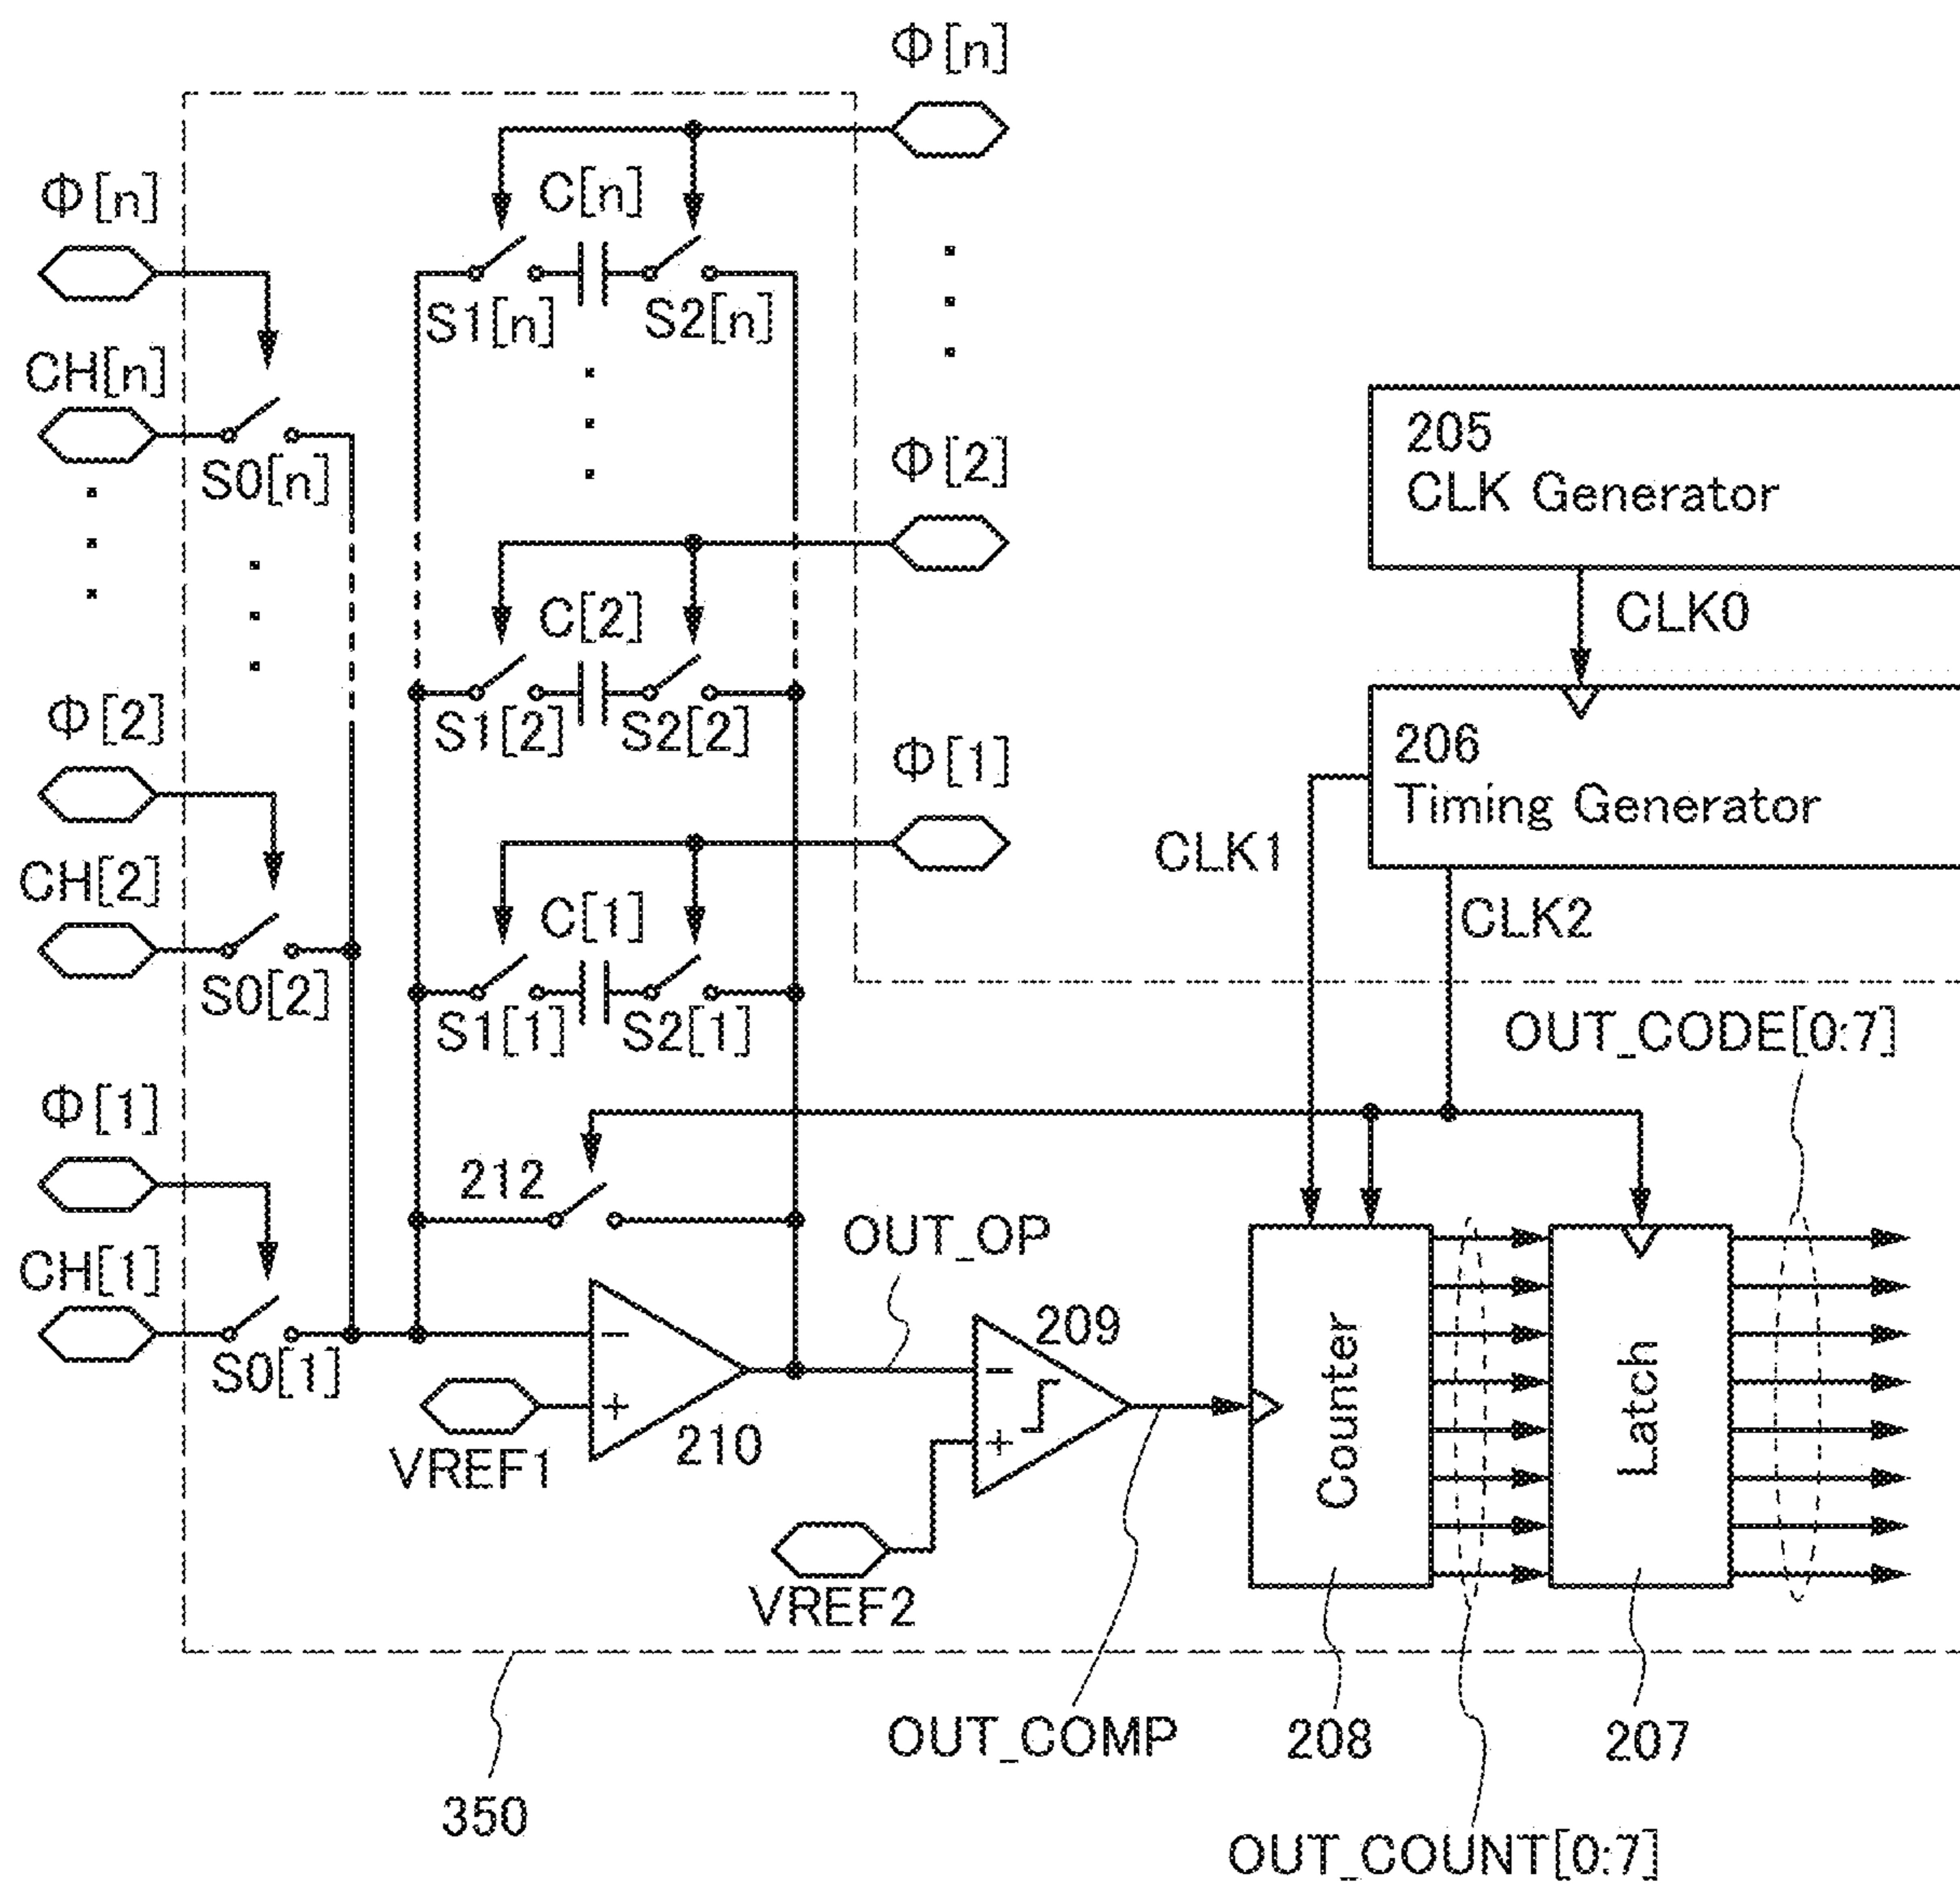 Φ[n]
Φ[n]
C[n]
S1[n]
S2[n]
CH[n]
S0[n]
Φ[2]
205
CLK Generator
CLK0
C[2]
S1[2]
S2[2]
Φ[2]
206
Timing Generator
Φ[1]
CLK1
CLK2
CH[2]
S0[2]
C[1]
S1[1]
S2[1]
OUT_CODE[0:7]
Φ[1]
212
OUT_OP
CH[1]
S0[1]
−
+
210
VREF1
209
−
+
VREF2
Counter
Latch
OUT_COMP
208
207
350
OUT_COUNT[0:7]